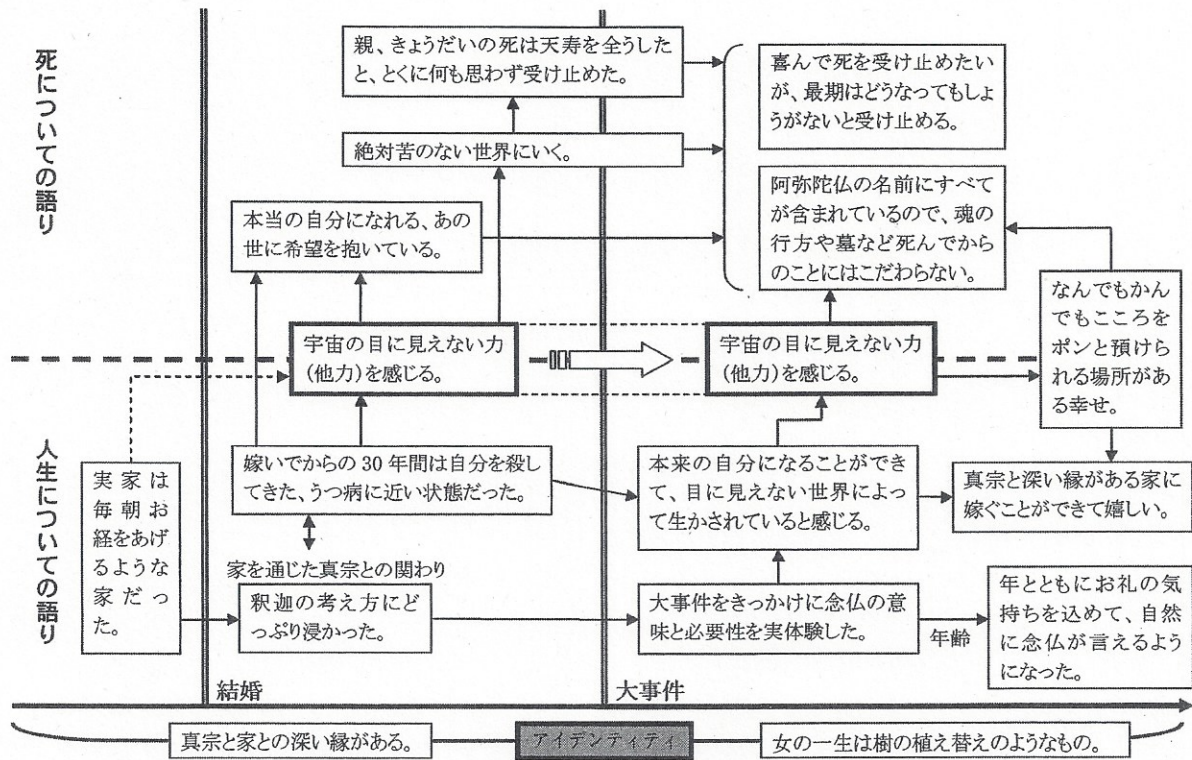 死についての語り
親、きょうだいの死は天寿を全うした
と、とくに何も思わず受け止めた。
喜んで死を受け止めたい
が、最期はどうなってもしょ
うがないと受け止める。
絶対苦のない世界にいく。
本当の自分になれる、あの
世に希望を抱いている。
阿弥陀仏の名前にすべて
が含まれているので、魂の
行方や墓など死んでから
のことにはこだわらない。
宇宙の目に見えない力
(他力)を感じる。
宇宙の目に見えない力
(他力)を感じる。
なんでもかん
でもこころを
ポンと預けら
れる場所があ
る幸せ。
人生についての語り
実家は
毎朝お
経をあげ
るような
家だっ
た。
嫁いでからの 30 年間は自分を殺し
てきた、うつ病に近い状態だった。
本来の自分になることができ
て、目に見えない世界によっ
て生かされていると感じる。
真宗と深い縁がある家に
嫁ぐことができて嬉しい。
家を通じた真宗との関わり
釈迦の考え方にど
っぷり浸かった。
大事件をきっかけに念仏の意
味と必要性を実体験した。
年齢
年とともにお礼の気
持ちを込めて、自然
に念仏が言えるよう
になった。
結婚
大事件
真宗と家との深い縁がある。
アイデンティティ
女の一生は樹の植え替えのようなもの。